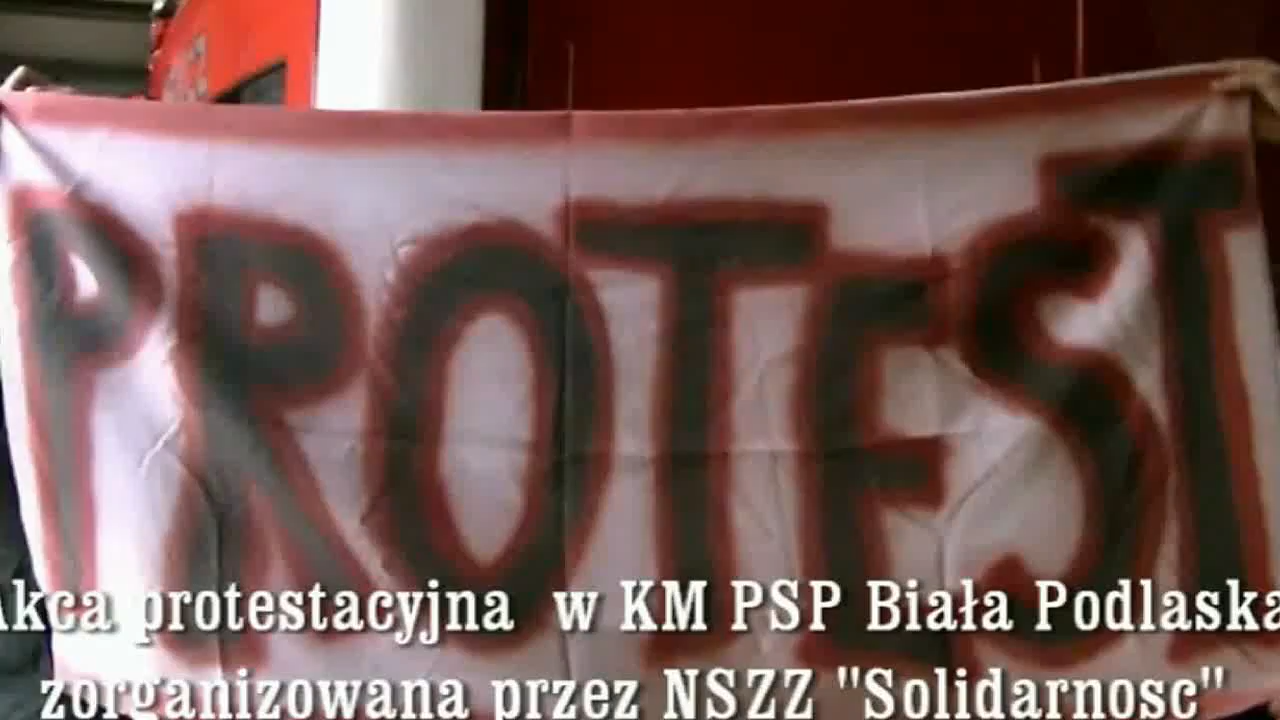 PROTEST
Akca protestacyjna w KM PSP Biała Podlaska
zorganizowana przez NSZZ "Solidarnosc"